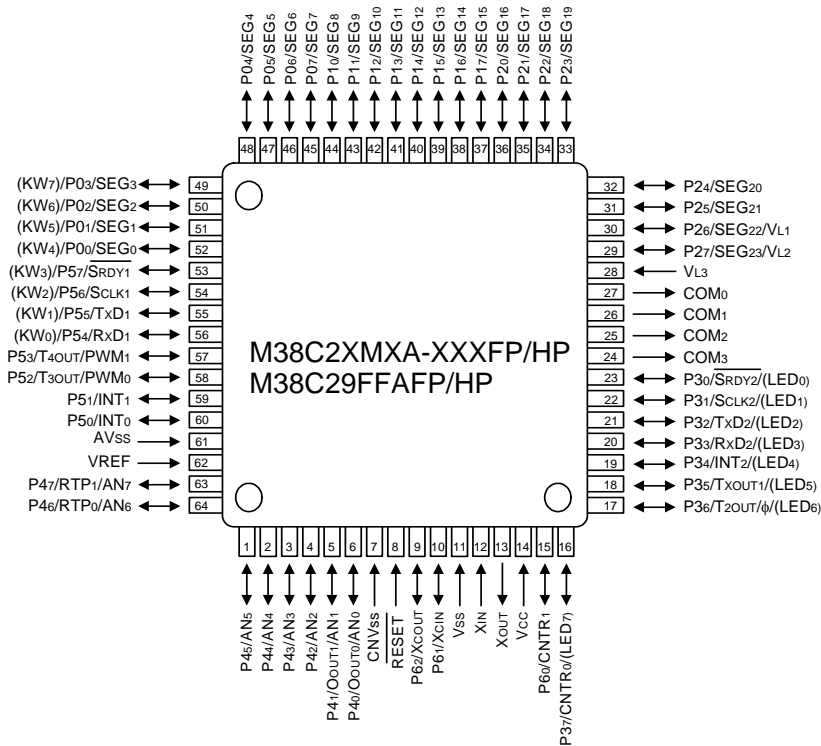 P04/SEG4
P05/SEG5
P06/SEG6
P07/SEG7
P10/SEG8
P11/SEG9
P12/SEG10
P13/SEG11
P14/SEG12
P15/SEG13
P16/SEG14
P17/SEG15
P20/SEG16
P21/SEG17
P22/SEG18
P23/SEG19
48 47 46 45 44 43 42 41 40 39 38 37 36 35 34 33
(KW7)/P03/SEG3 49
(KW6)/P02/SEG2 50
(KW5)/P01/SEG1 51
(KW4)/P00/SEG0 52
(KW3)/P57/SRDY1 53
(KW2)/P56/SCLK1 54
(KW1)/P55/TXD1 55
(KW0)/P54/RXD1 56
P53/T4OUT/PWM1 57
P52/T3OUT/PWM0 58
P51/INT1 59
P50/INT0 60
AVSS 61
VREF 62
P47/RTP1/AN7 63
P46/RTP0/AN6 64
M38C2XMXA-XXXFP/HP
M38C29FFAFP/HP
32 P24/SEG20
31 P25/SEG21
30 P26/SEG22/VL1
29 P27/SEG23/VL2
28 VL3
27 COM0
26 COM1
25 COM2
24 COM3
23 P30/SRDY2/(LED0)
22 P31/SCLK2/(LED1)
21 P32/TXD2/(LED2)
20 P33/RXD2/(LED3)
19 P34/INT2/(LED4)
18 P35/TXOUT1/(LED5)
17 P36/T2OUT/ϕ/(LED6)
1 2 3 4 5 6 7 8 9 10 11 12 13 14 15 16
P45/AN5
P44/AN4
P43/AN3
P42/AN2
P41/OOUT1/AN1
P40/OOUT0/AN0
CNVSS
RESET
P62/XCOUT
P61/XCIN
VSS
XIN
XOUT
VCC
P60/CNTR1
P37/CNTR0/(LED7)